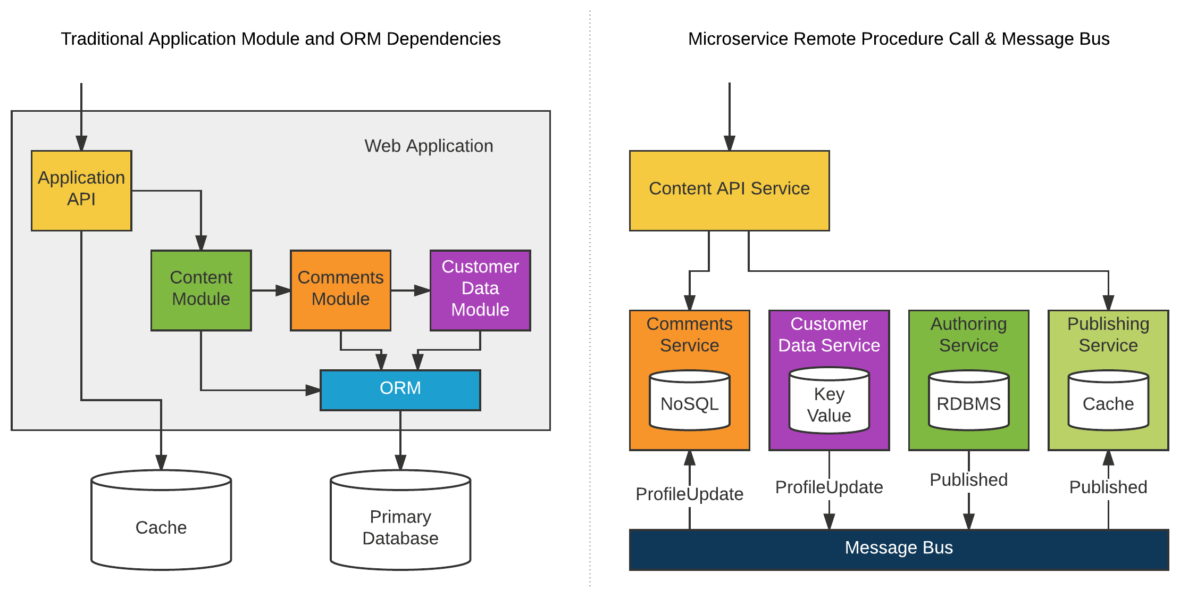 Traditional Application Module and ORM Dependencies
Web Application
Application
API
Content
Module
Comments
Module
Customer
Data
Module
ORM
Cache
Primary
Database
Microservice Remote Procedure Call & Message Bus
Content API Service
Comments
Service
NoSQL
Customer
Data Service
Key
Value
Authoring
Service
RDBMS
Publishing
Service
Cache
ProfileUpdate
ProfileUpdate
Published
Published
Message Bus